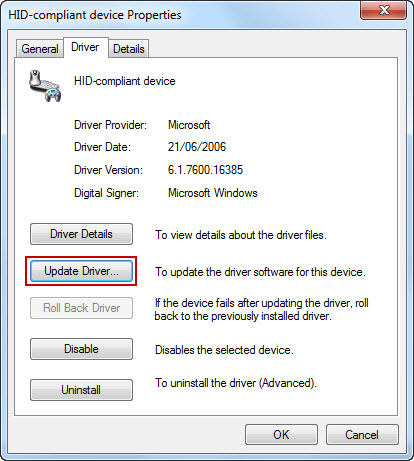 HID-compliant device Properties
General Driver Details
HID-compliant device
Driver Provider: Microsoft
Driver Date: 21/06/2006
Driver Version: 6.1.7600.16385
Digital Signer: Microsoft Windows
Driver Details To view details about the driver files.
Update Driver... To update the driver software for this device.
Roll Back Driver If the device fails after updating the driver, roll
back to the previously installed driver.
Disable Disables the selected device.
Uninstall To uninstall the driver (Advanced).
OK Cancel